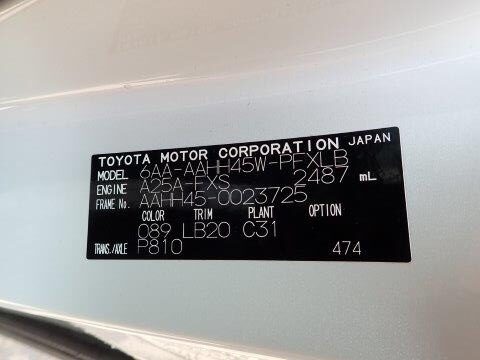 TOYOTA MOTOR CORPORATION JAPAN
MODEL 6AA-AAHH45W-PFXLB
ENGINE A25A-FXS 2487 mL
FRAME No. AAHH45-0023725
COLOR TRIM PLANT OPTION
089 LB20 C31
TRANS./AXLE P810 474